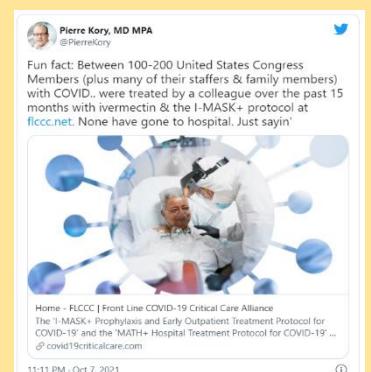 Pierre Kory, MD MPA
@PierreKory
Fun fact: Between 100-200 United States Congress
Members (plus many of their staffers & family members)
with COVID.. were treated by a colleague over the past 15
months with ivermectin & the I-MASK+ protocol at
flccc.net. None have gone to hospital. Just sayin'
Home - FLCCC | Front Line COVID-19 Critical Care Alliance
The 'I-MASK+ Prophylaxis and Early Outpatient Treatment Protocol for
COVID-19' and the 'MATH+ Hospital Treatment Protocol for COVID-19' ...
covid19criticalcare.com
11:11 PM · Oct 7, 2021